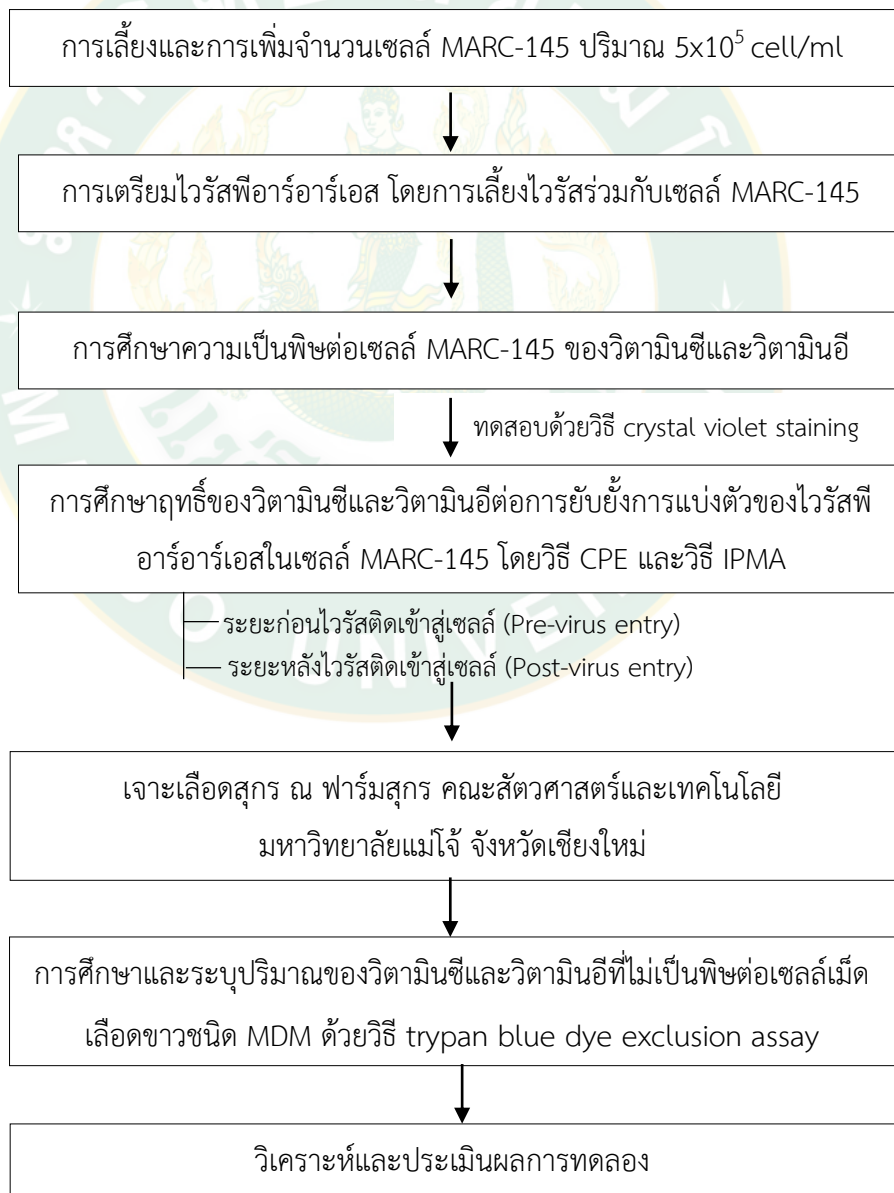 การเลี้ยงและการเพิ่มจำนวนเซลล์ MARC-145 ปริมาณ 5x10⁵ cell/ml
การเตรียมไวรัสพีอาร์อาร์เอส โดยการเลี้ยงไวรัสร่วมกับเซลล์ MARC-145
การศึกษาความเป็นพิษต่อเซลล์ MARC-145 ของวิตามินซีและวิตามินอี
ทดสอบด้วยวิธี crystal violet staining
การศึกษาฤทธิ์ของวิตามินซีและวิตามินอีต่อการยับยั้งการแบ่งตัวของไวรัสพี
อาร์อาร์เอสในเซลล์ MARC-145 โดยวิธี CPE และวิธี IPMA
ระยะก่อนไวรัสติดเข้าสู่เซลล์ (Pre-virus entry)
ระยะหลังไวรัสติดเข้าสู่เซลล์ (Post-virus entry)
เจาะเลือดสุกร ณ ฟาร์มสุกร คณะสัตวศาสตร์และเทคโนโลยี
มหาวิทยาลัยแม่โจ้ จังหวัดเชียงใหม่
การศึกษาและระบุปริมาณของวิตามินซีและวิตามินอีที่ไม่เป็นพิษต่อเซลล์เม็ด
เลือดขาวชนิด MDM ด้วยวิธี trypan blue dye exclusion assay
วิเคราะห์และประเมินผลการทดลอง